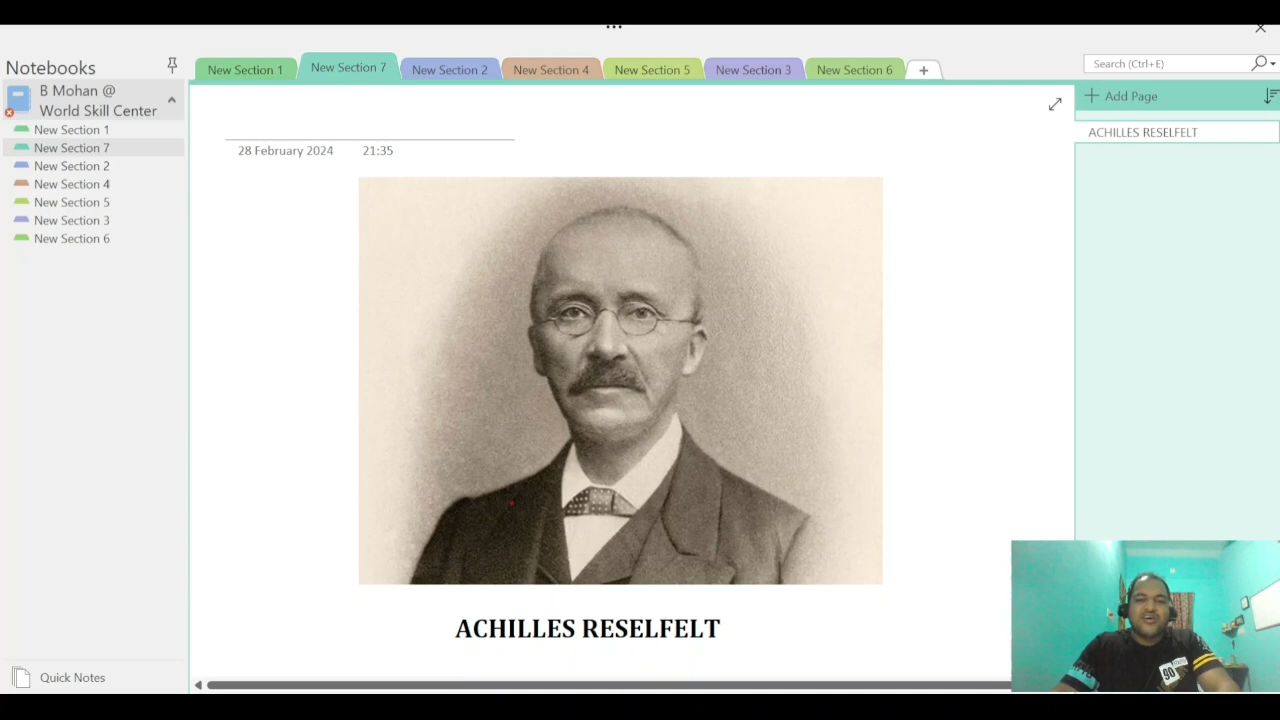 ...
Notebooks
B Mohan @
World Skill Center
New Section 1
New Section 7
New Section 2
New Section 4
New Section 5
New Section 3
New Section 6
Quick Notes
New Section 1
New Section 7
New Section 2
New Section 4
New Section 5
New Section 3
New Section 6
+
Search (Ctrl+E)
Add Page
ACHILLES RESELFELT
28 February 2024 21:35
ACHILLES RESELFELT
90